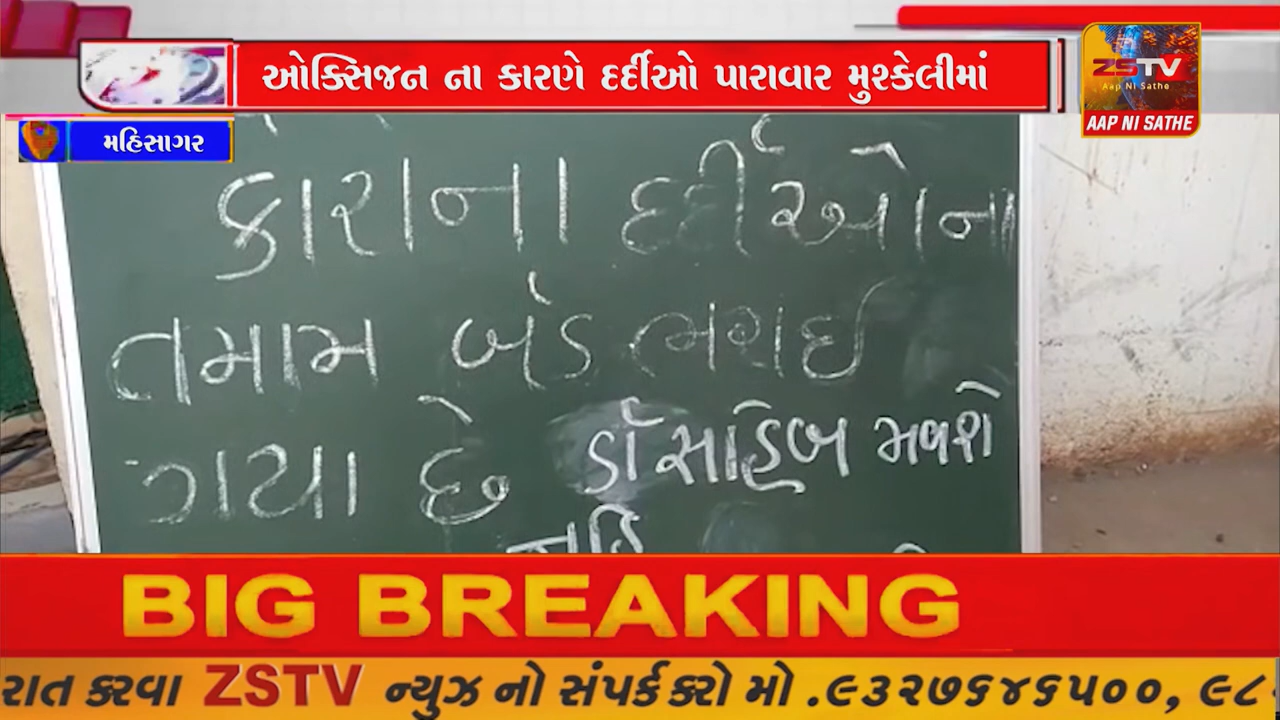 ઓક્સિજન ના કારણે દર્દીઓ પારાવાર મુશ્કેલીમાં
ZSTV
Aap Ni Sathe
AAP NI SATHE
મહિસાગર
કોરોના દર્દીઓના
તમામ બેડ ભરાઈ
ગયા છે ડૉ સાહેબ મળશે
નહિ
BIG BREAKING
રાત કરવા ZSTV ન્યુઝ નો સંપર્ક કરો મો .૯૩૨૭૬૪૬૫૦૦, ૯૮